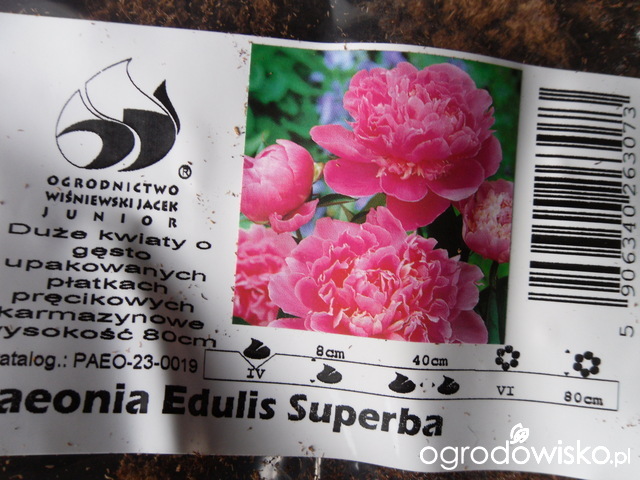 ®
OGRODNICTWO
WIŚNIEWSKI JACEK
JUNIOR
Duże kwiaty o
gęsto
upakowanych
płatkach
pręcikowych
karmazynowe
wysokość 80cm
atalog.: PAEO-23-0019
8cm 40cm
IV VI 80cm
aeonia Edulis Superba
5 906340 263073
ogrodowisko.pl